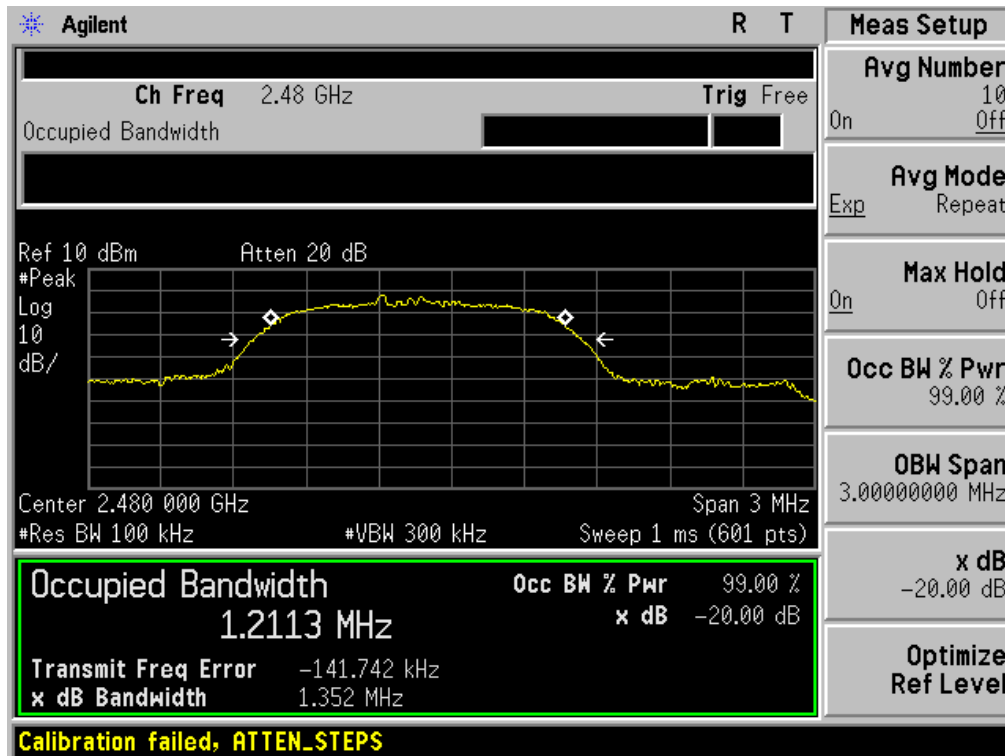 Agilent R T
Ch Freq 2.48 GHz Trig Free
Occupied Bandwidth
Ref 10 dBm Atten 20 dB
#Peak
Log
10
dB/
Center 2.480 000 GHz Span 3 MHz
#Res BW 100 kHz #VBW 300 kHz Sweep 1 ms (601 pts)
Occupied Bandwidth Occ BW % Pwr 99.00 %
1.2113 MHz x dB -20.00 dB
Transmit Freq Error -141.742 kHz
x dB Bandwidth 1.352 MHz
Calibration failed, ATTEN_STEPS
Meas Setup
Avg Number
10
On Off
Avg Mode
Exp Repeat
Max Hold
On Off
Occ BW % Pwr
99.00 %
OBW Span
3.00000000 MHz
x dB
-20.00 dB
Optimize
Ref Level